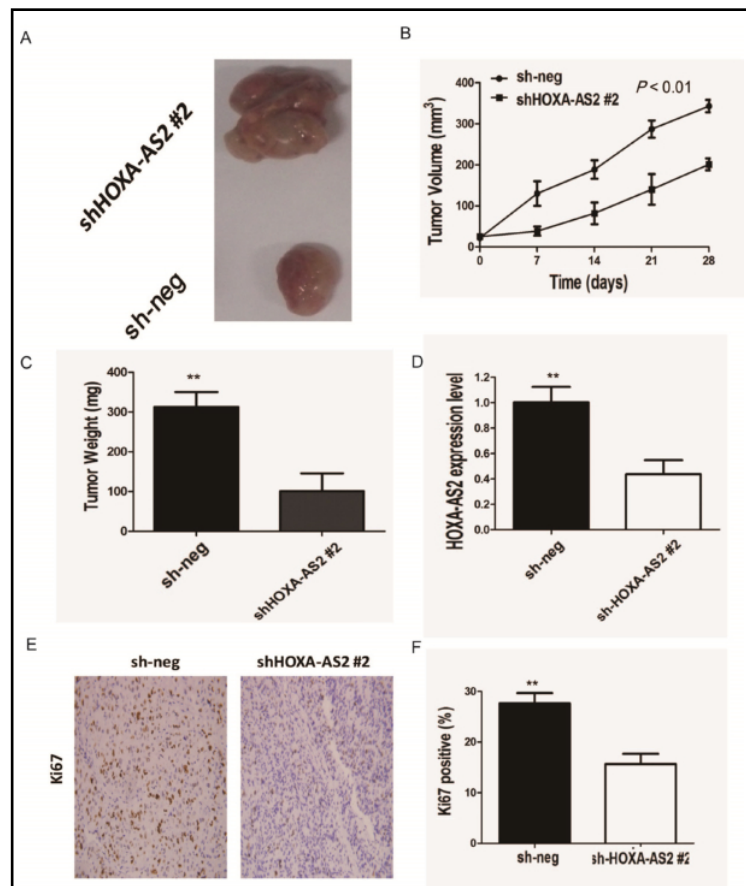 A
shHOXA-AS2 #2
sh-neg
B
sh-neg
shHOXA-AS2 #2
P < 0.01
Tumor Volume (mm³)
400
300
200
100
0
0 7 14 21 28
Time (days)
C
**
Tumor Weight (mg)
400
300
200
100
0
sh-neg
shHOXA-AS2 #2
D
**
HOXA-AS2 expression level
1.2
1.0
0.8
0.6
0.4
0.2
0.0
sh-neg
sh-HOXA-AS2 #2
E
sh-neg shHOXA-AS2 #2
Ki67
F
**
Ki67 positive (%)
30
20
10
0
sh-neg sh-HOXA-AS2 #2